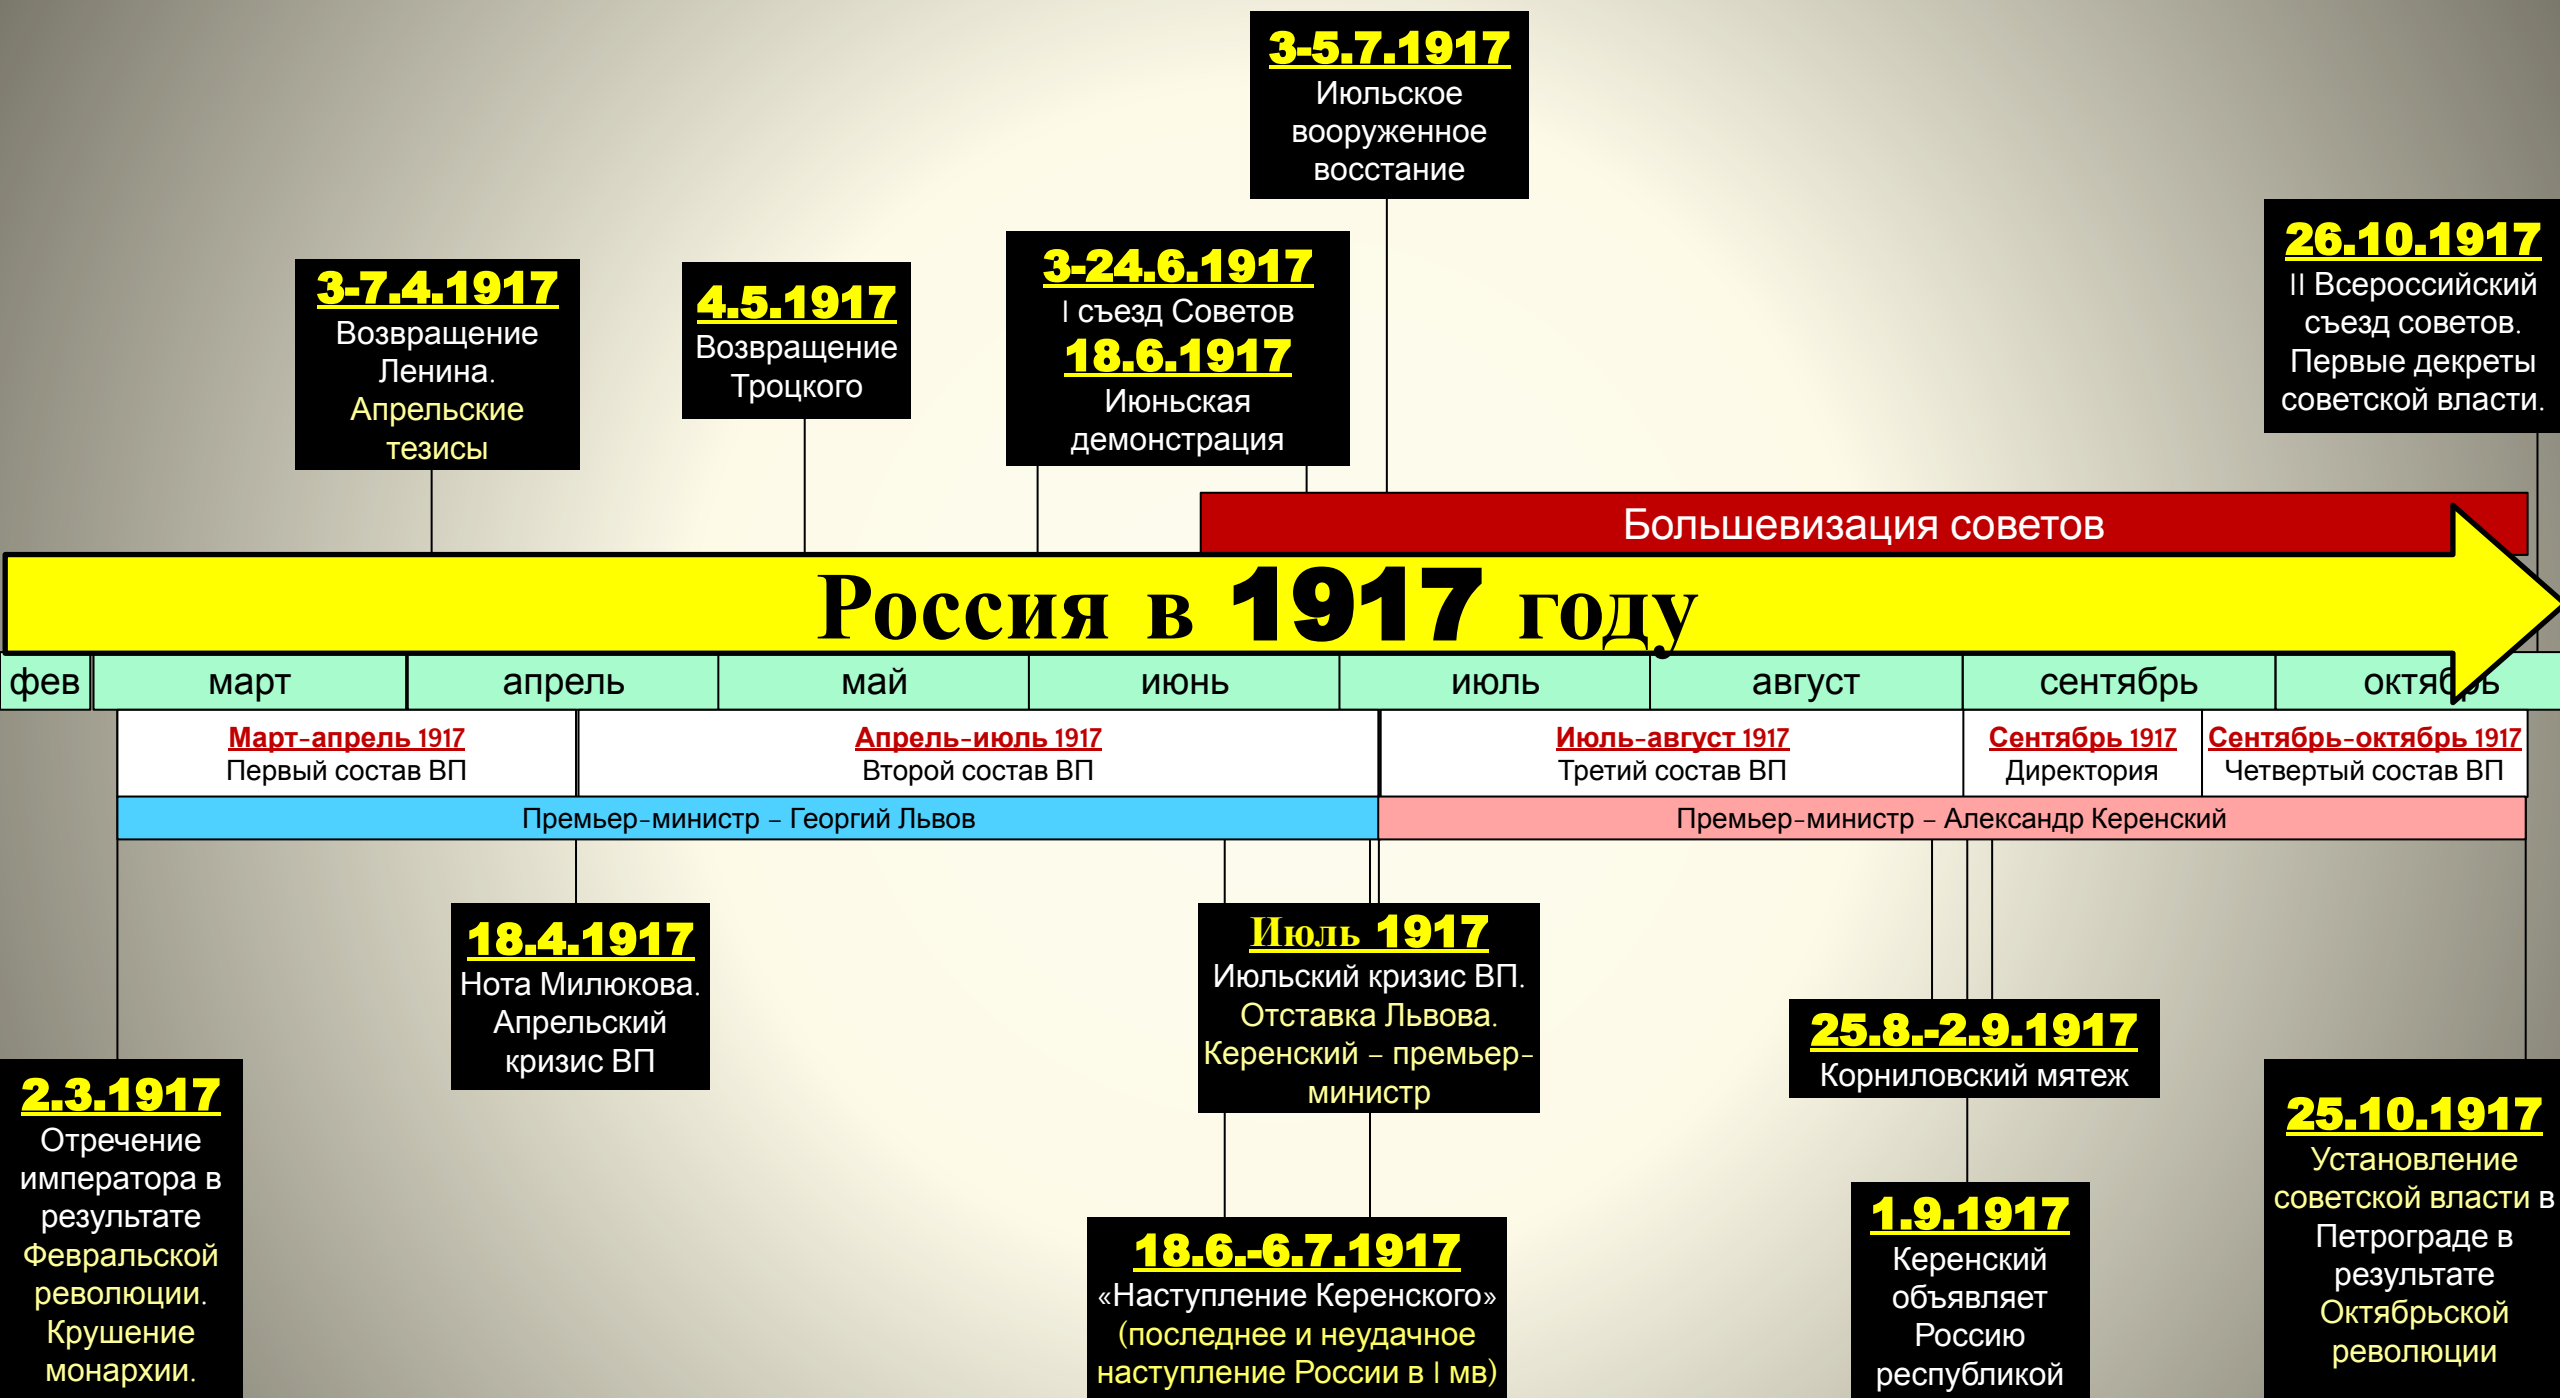 3-5.7.1917
Июльское
вооруженное
восстание
3-7.4.1917
Возвращение
Ленина.
Апрельские
тезисы
4.5.1917
Возвращение
Троцкого
3-24.6.1917
I съезд Советов
18.6.1917
Июньская
демонстрация
26.10.1917
II Всероссийский
съезд советов.
Первые декреты
советской власти.
Большевизация советов
Россия в 1917 году
фев март апрель май июнь июль август сентябрь октябрь
Март-апрель 1917
Первый состав ВП
Апрель-июль 1917
Второй состав ВП
Июль-август 1917
Третий состав ВП
Сентябрь 1917
Директория
Сентябрь-октябрь 1917
Четвертый состав ВП
Премьер-министр – Георгий Львов
Премьер-министр – Александр Керенский
2.3.1917
Отречение
императора в
результате
Февральской
революции.
Крушение
монархии.
18.4.1917
Нота Милюкова.
Апрельский
кризис ВП
Июль 1917
Июльский кризис ВП.
Отставка Львова.
Керенский – премьер-
министр
18.6.-6.7.1917
«Наступление Керенского»
(последнее и неудачное
наступление России в I мв)
25.8.-2.9.1917
Корниловский мятеж
1.9.1917
Керенский
объявляет
Россию
республикой
25.10.1917
Установление
советской власти в
Петрограде в
результате
Октябрьской
революции